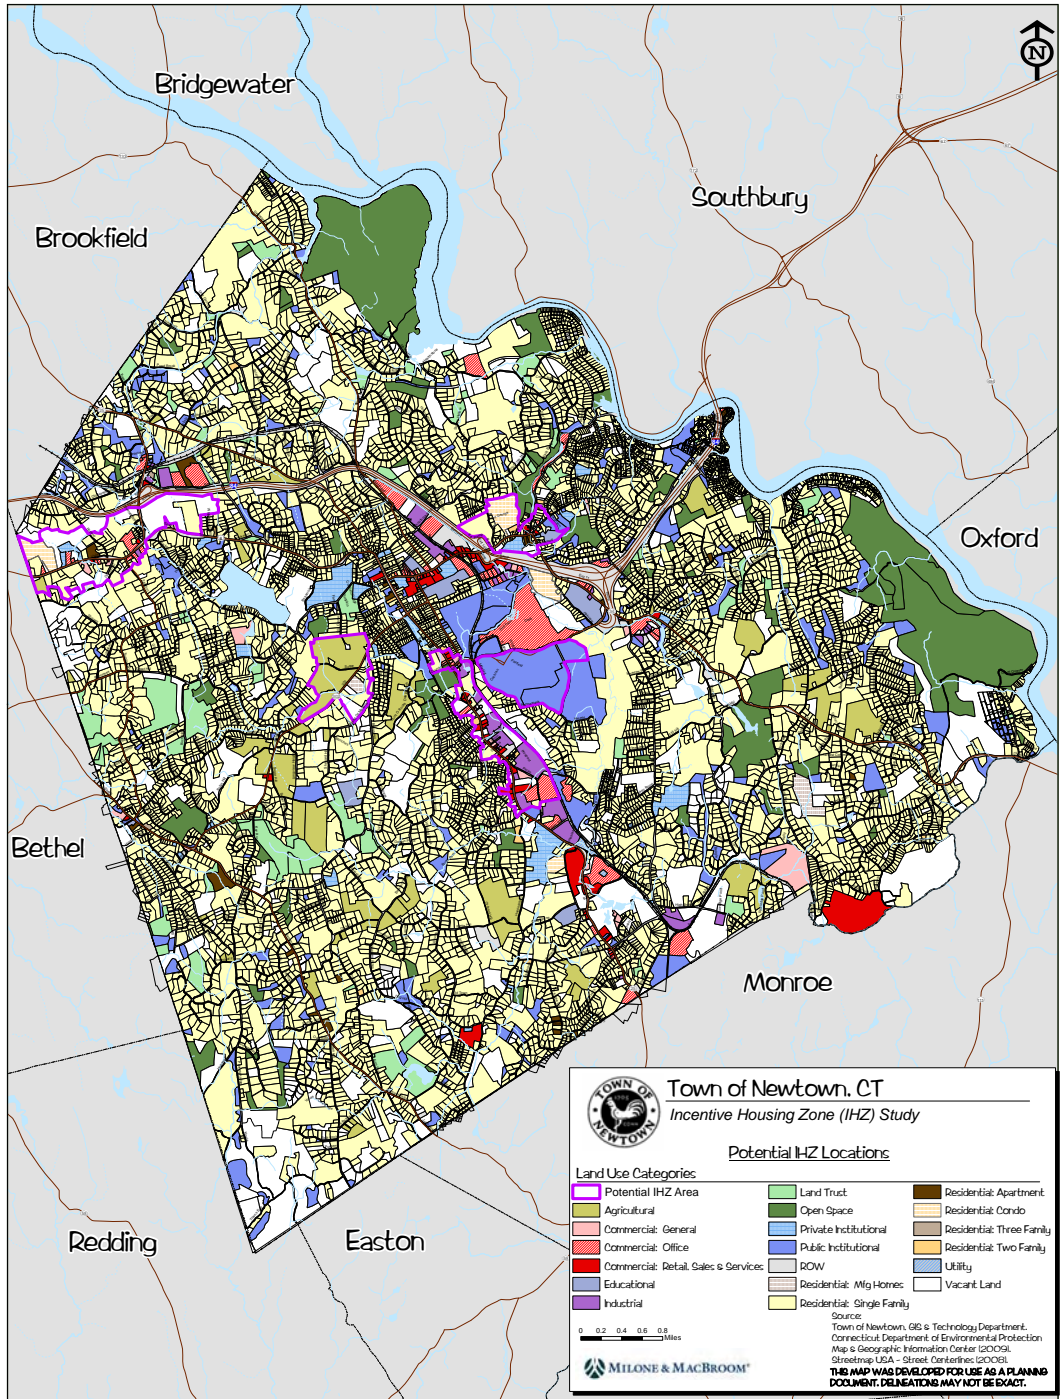 N
Bridgewater
Southbury
Brookfield
Oxford
Bethel
Monroe
Redding
Easton
TOWN OF
NEWTOWN
Town of Newtown, CT
Incentive Housing Zone (IHZ) Study
Potential IHZ Locations
Land Use Categories
Potential IHZ Area
Agricultural
Commercial: General
Commercial: Office
Commercial: Retail, Sales & Services
Educational
Industrial
Land Trust
Open Space
Private Institutional
Public Institutional
ROW
Residential: Mfg Homes
Residential: Single Family
Residential: Apartment
Residential: Condo
Residential: Three Family
Residential: Two Family
Utility
Vacant Land
0 0.2 0.4 0.6 0.8
Miles
MILONE & MACBROOM®
Source:
Town of Newtown, GIS & Technology Department.
Connecticut Department of Environmental Protection
Map & Geographic Information Center (2009).
Streetmap USA - Street Centerlines (2008).
THIS MAP WAS DEVELOPED FOR USE AS A PLANNING
DOCUMENT. DELINEATIONS MAY NOT BE EXACT.